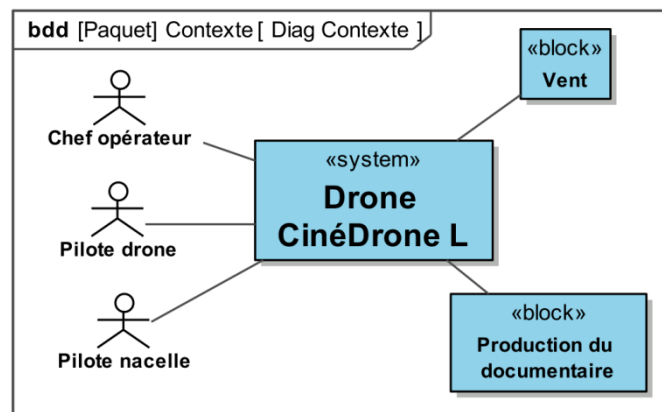 bdd [Paquet] Contexte [ Diag Contexte ]
«block»
Vent
Chef opérateur
«system»
Drone
CinéDrone L
Pilote drone
«block»
Production du
documentaire
Pilote nacelle